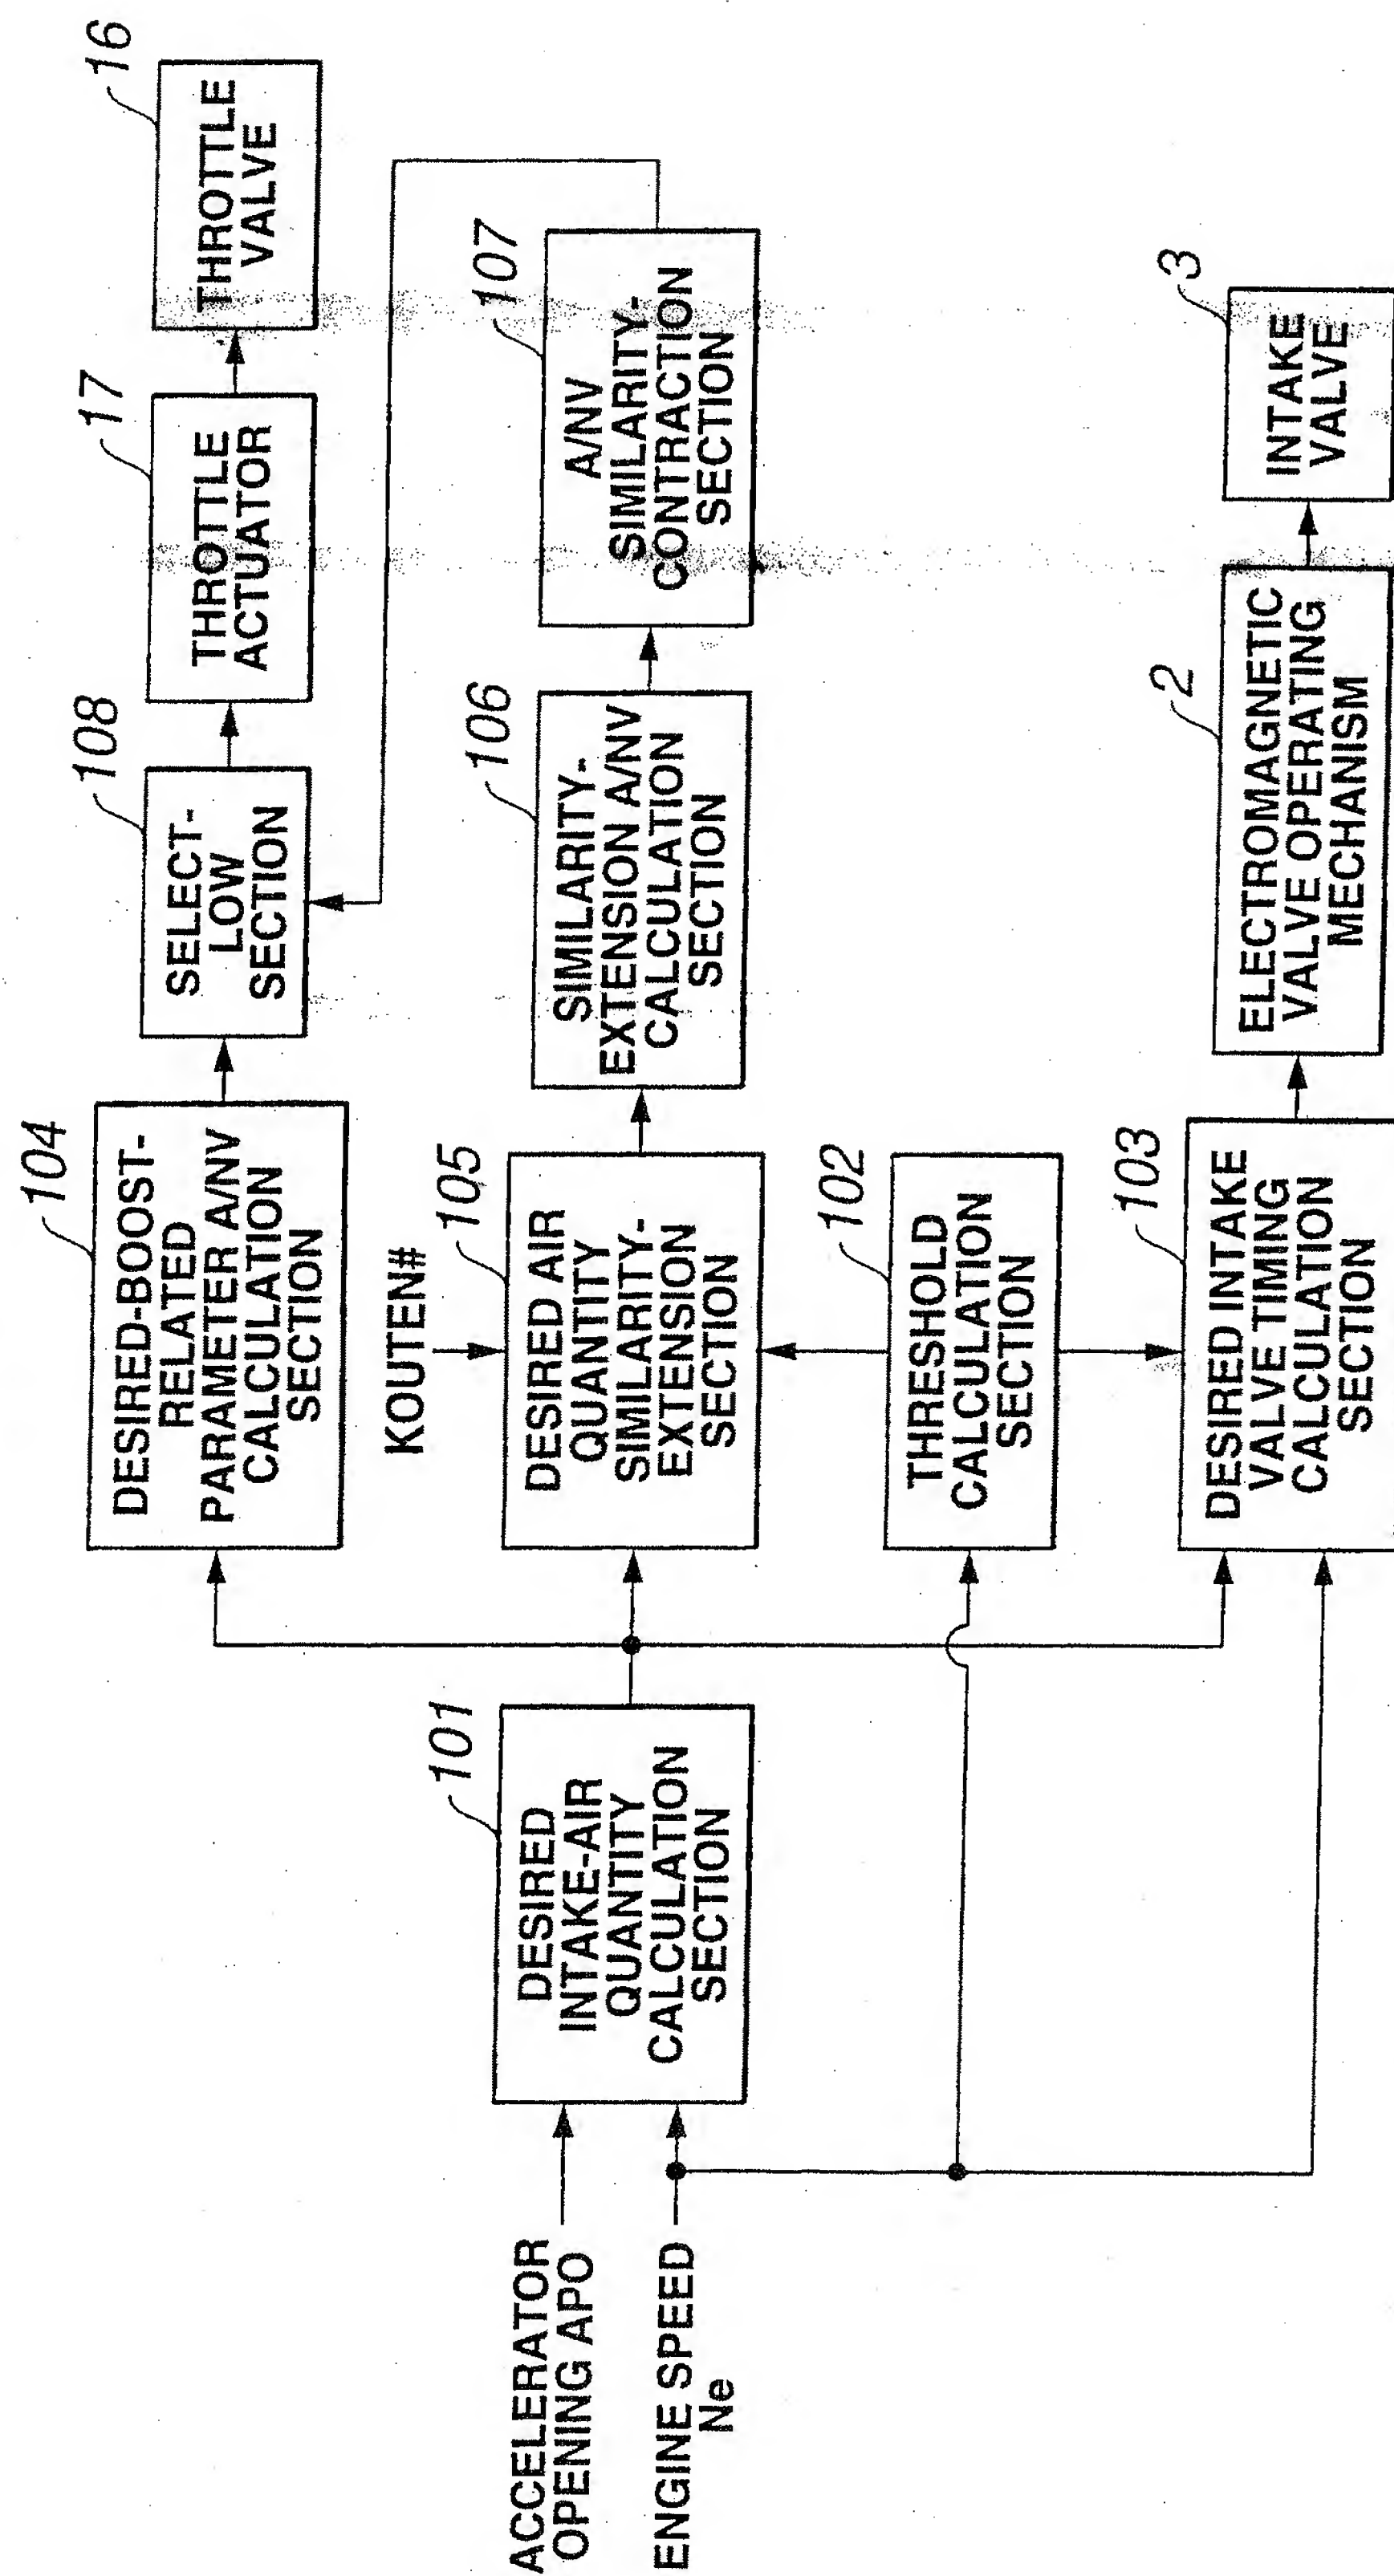 ACCELERATOR
OPENING APO
ENGINE SPEED
Ne
101
DESIRED
INTAKE-AIR
QUANTITY
CALCULATION
SECTION
104
DESIRED-BOOST-
RELATED
PARAMETER A/NV
CALCULATION
SECTION
KOUTEN#
105
DESIRED AIR
QUANTITY
SIMILARITY-
EXTENSION
SECTION
102
THRESHOLD
CALCULATION
SECTION
103
DESIRED INTAKE
VALVE TIMING
CALCULATION
SECTION
108
SELECT-
LOW
SECTION
106
SIMILARITY-
EXTENSION A/NV
CALCULATION
SECTION
2
ELECTROMAGNETIC
VALVE OPERATING
MECHANISM
17
THROTTLE
ACTUATOR
107
A/NV
SIMILARITY-
CONTRACTION
SECTION
3
INTAKE
VALVE
16
THROTTLE
VALVE